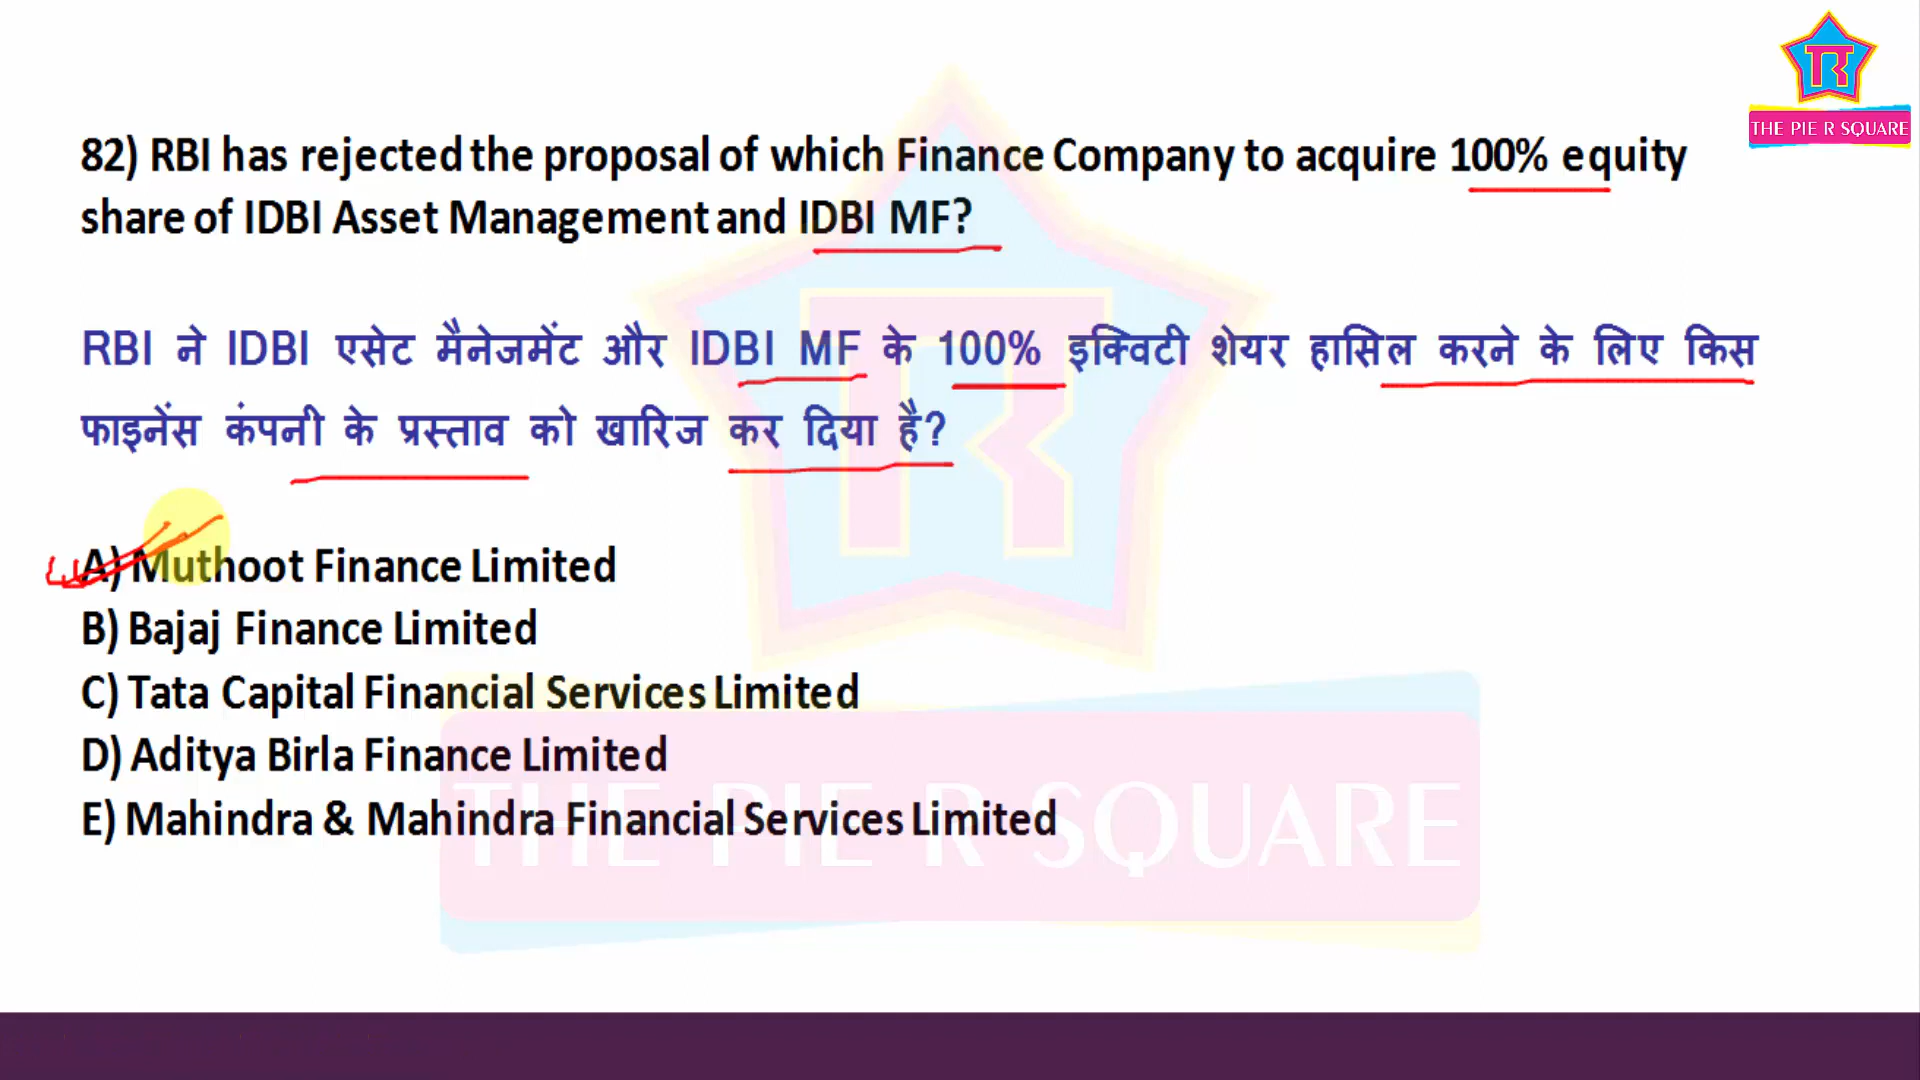 THE PIE R SQUARE
82) RBI has rejected the proposal of which Finance Company to acquire 100% equity
share of IDBI Asset Management and IDBI MF?
RBI ने IDBI एसेट मैनेजमेंट और IDBI MF के 100% इक्विटी शेयर हासिल करने के लिए किस
फाइनेंस कंपनी के प्रस्ताव को खारिज कर दिया है?
A) Muthoot Finance Limited
B) Bajaj Finance Limited
C) Tata Capital Financial Services Limited
D) Aditya Birla Finance Limited
E) Mahindra & Mahindra Financial Services Limited
THE PIE R SQUARE